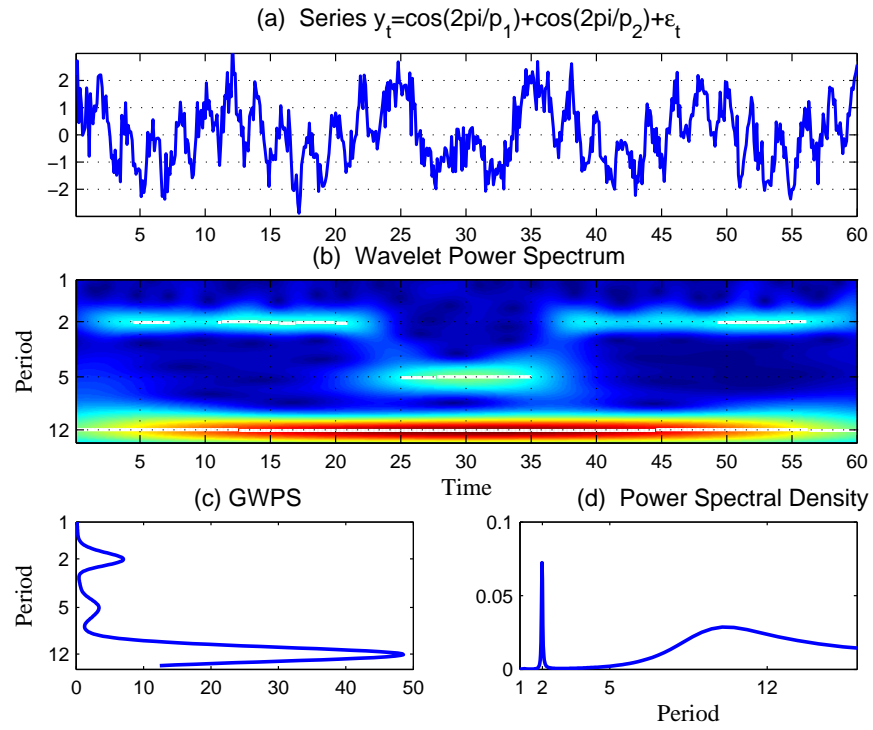 (a) Series y_t=cos(2pi/p_1)+cos(2pi/p_2)+ε_t
2
1
0
−1
−2
5 10 15 20 25 30 35 40 45 50 55 60
(b) Wavelet Power Spectrum
Period
1
2
5
12
5 10 15 20 25 30 35 40 45 50 55 60
Time
(c) GWPS
Period
1
2
5
12
0 10 20 30 40 50
(d) Power Spectral Density
0.1
0.05
0
1 2 5 12
Period